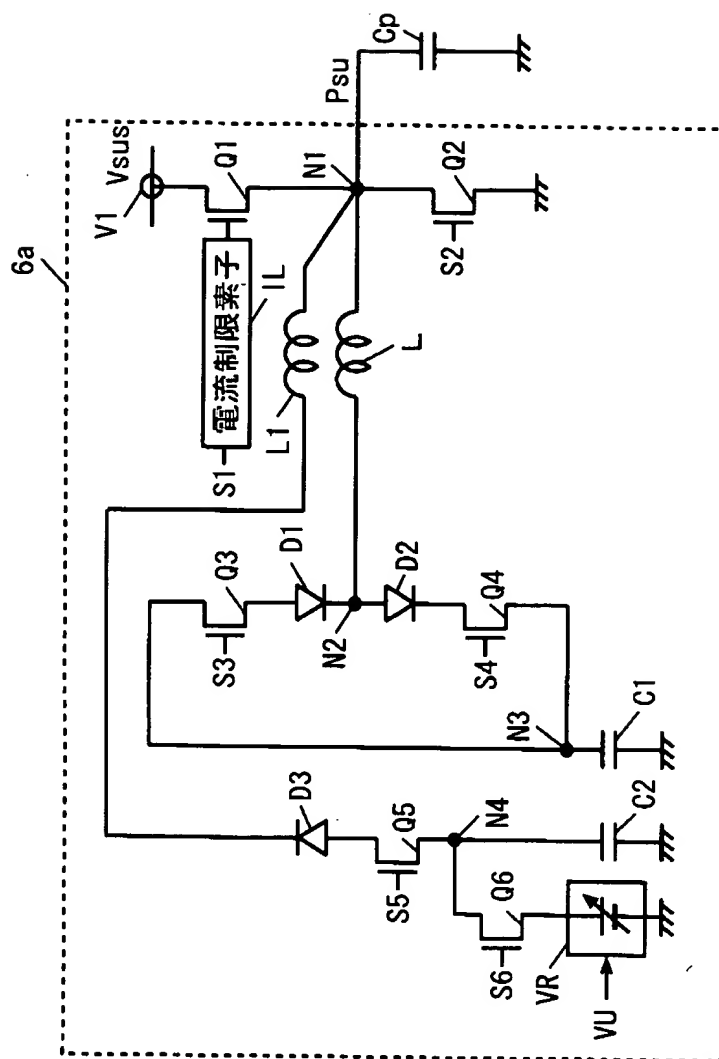 6a
V1
Vsus
S1
電流制限素子
IL
Q1
Psu
N1
Cp
L1
L
S2
Q2
S3
Q3
D1
N2
D2
S4
Q4
N3
C1
D3
S5
Q5
N4
C2
S6
Q6
VR
VU